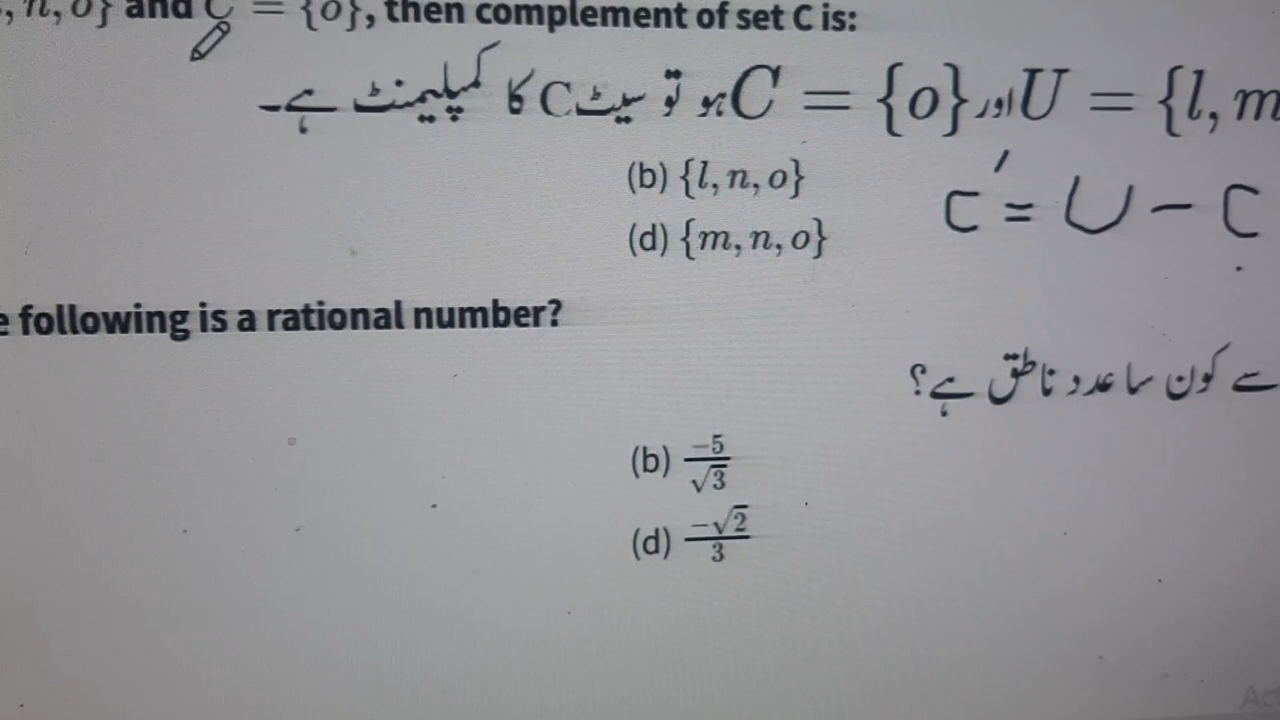 , n, o} and C = {o}, then complement of set C is:
U = {l, m اور C = {o} ہو تو سیٹ C کا کمپلیمنٹ ہے۔
(b) {l, n, o}
C' = U - C
(d) {m, n, o}
following is a rational number?
سے کون سا عدد ناطق ہے؟
(b) -5/√3
(d) -√2/3